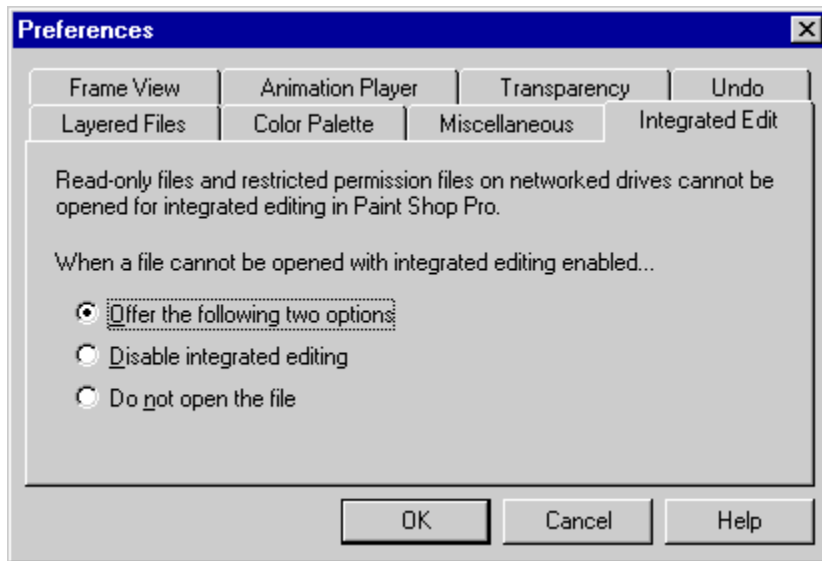 Preferences
Frame View
Animation Player
Transparency
Undo
Layered Files
Color Palette
Miscellaneous
Integrated Edit
Read-only files and restricted permission files on networked drives cannot be
opened for integrated editing in Paint Shop Pro.
When a file cannot be opened with integrated editing enabled...
Offer the following two options
Disable integrated editing
Do not open the file
OK
Cancel
Help